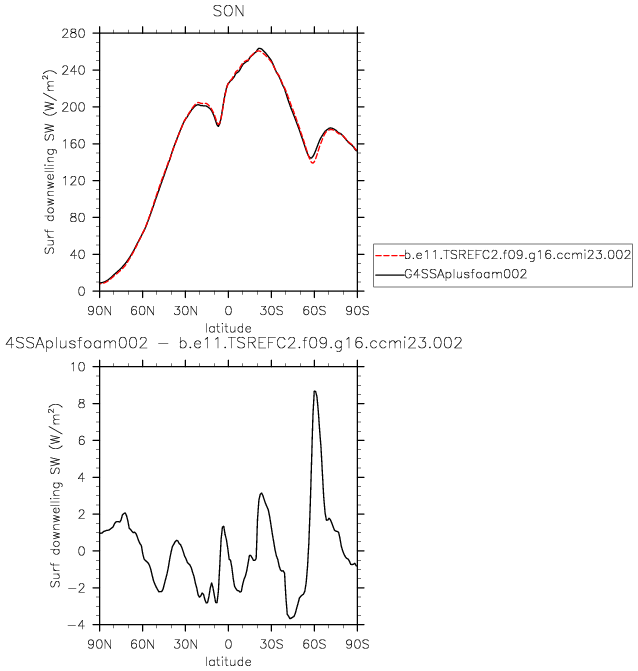 SON
280
240
200
160
120
80
40
0
Surf downwelling SW (W/m²)
90N 60N 30N 0 30S 60S 90S
latitude
b.e11.TSREFC2.f09.g16.ccmi23.002
G4SSAplusfoam002
4SSAplusfoam002 − b.e11.TSREFC2.f09.g16.ccmi23.002
10
8
6
4
2
0
−2
−4
Surf downwelling SW (W/m²)
90N 60N 30N 0 30S 60S 90S
latitude